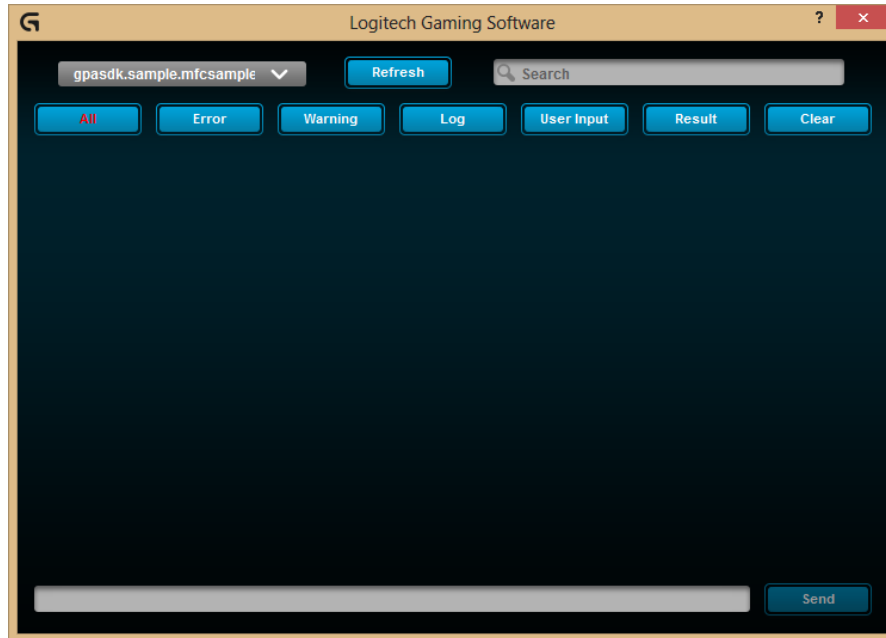 Logitech Gaming Software ? x
gpasdk.sample.mfcsample Refresh Search
All Error Warning Log User Input Result Clear
Send